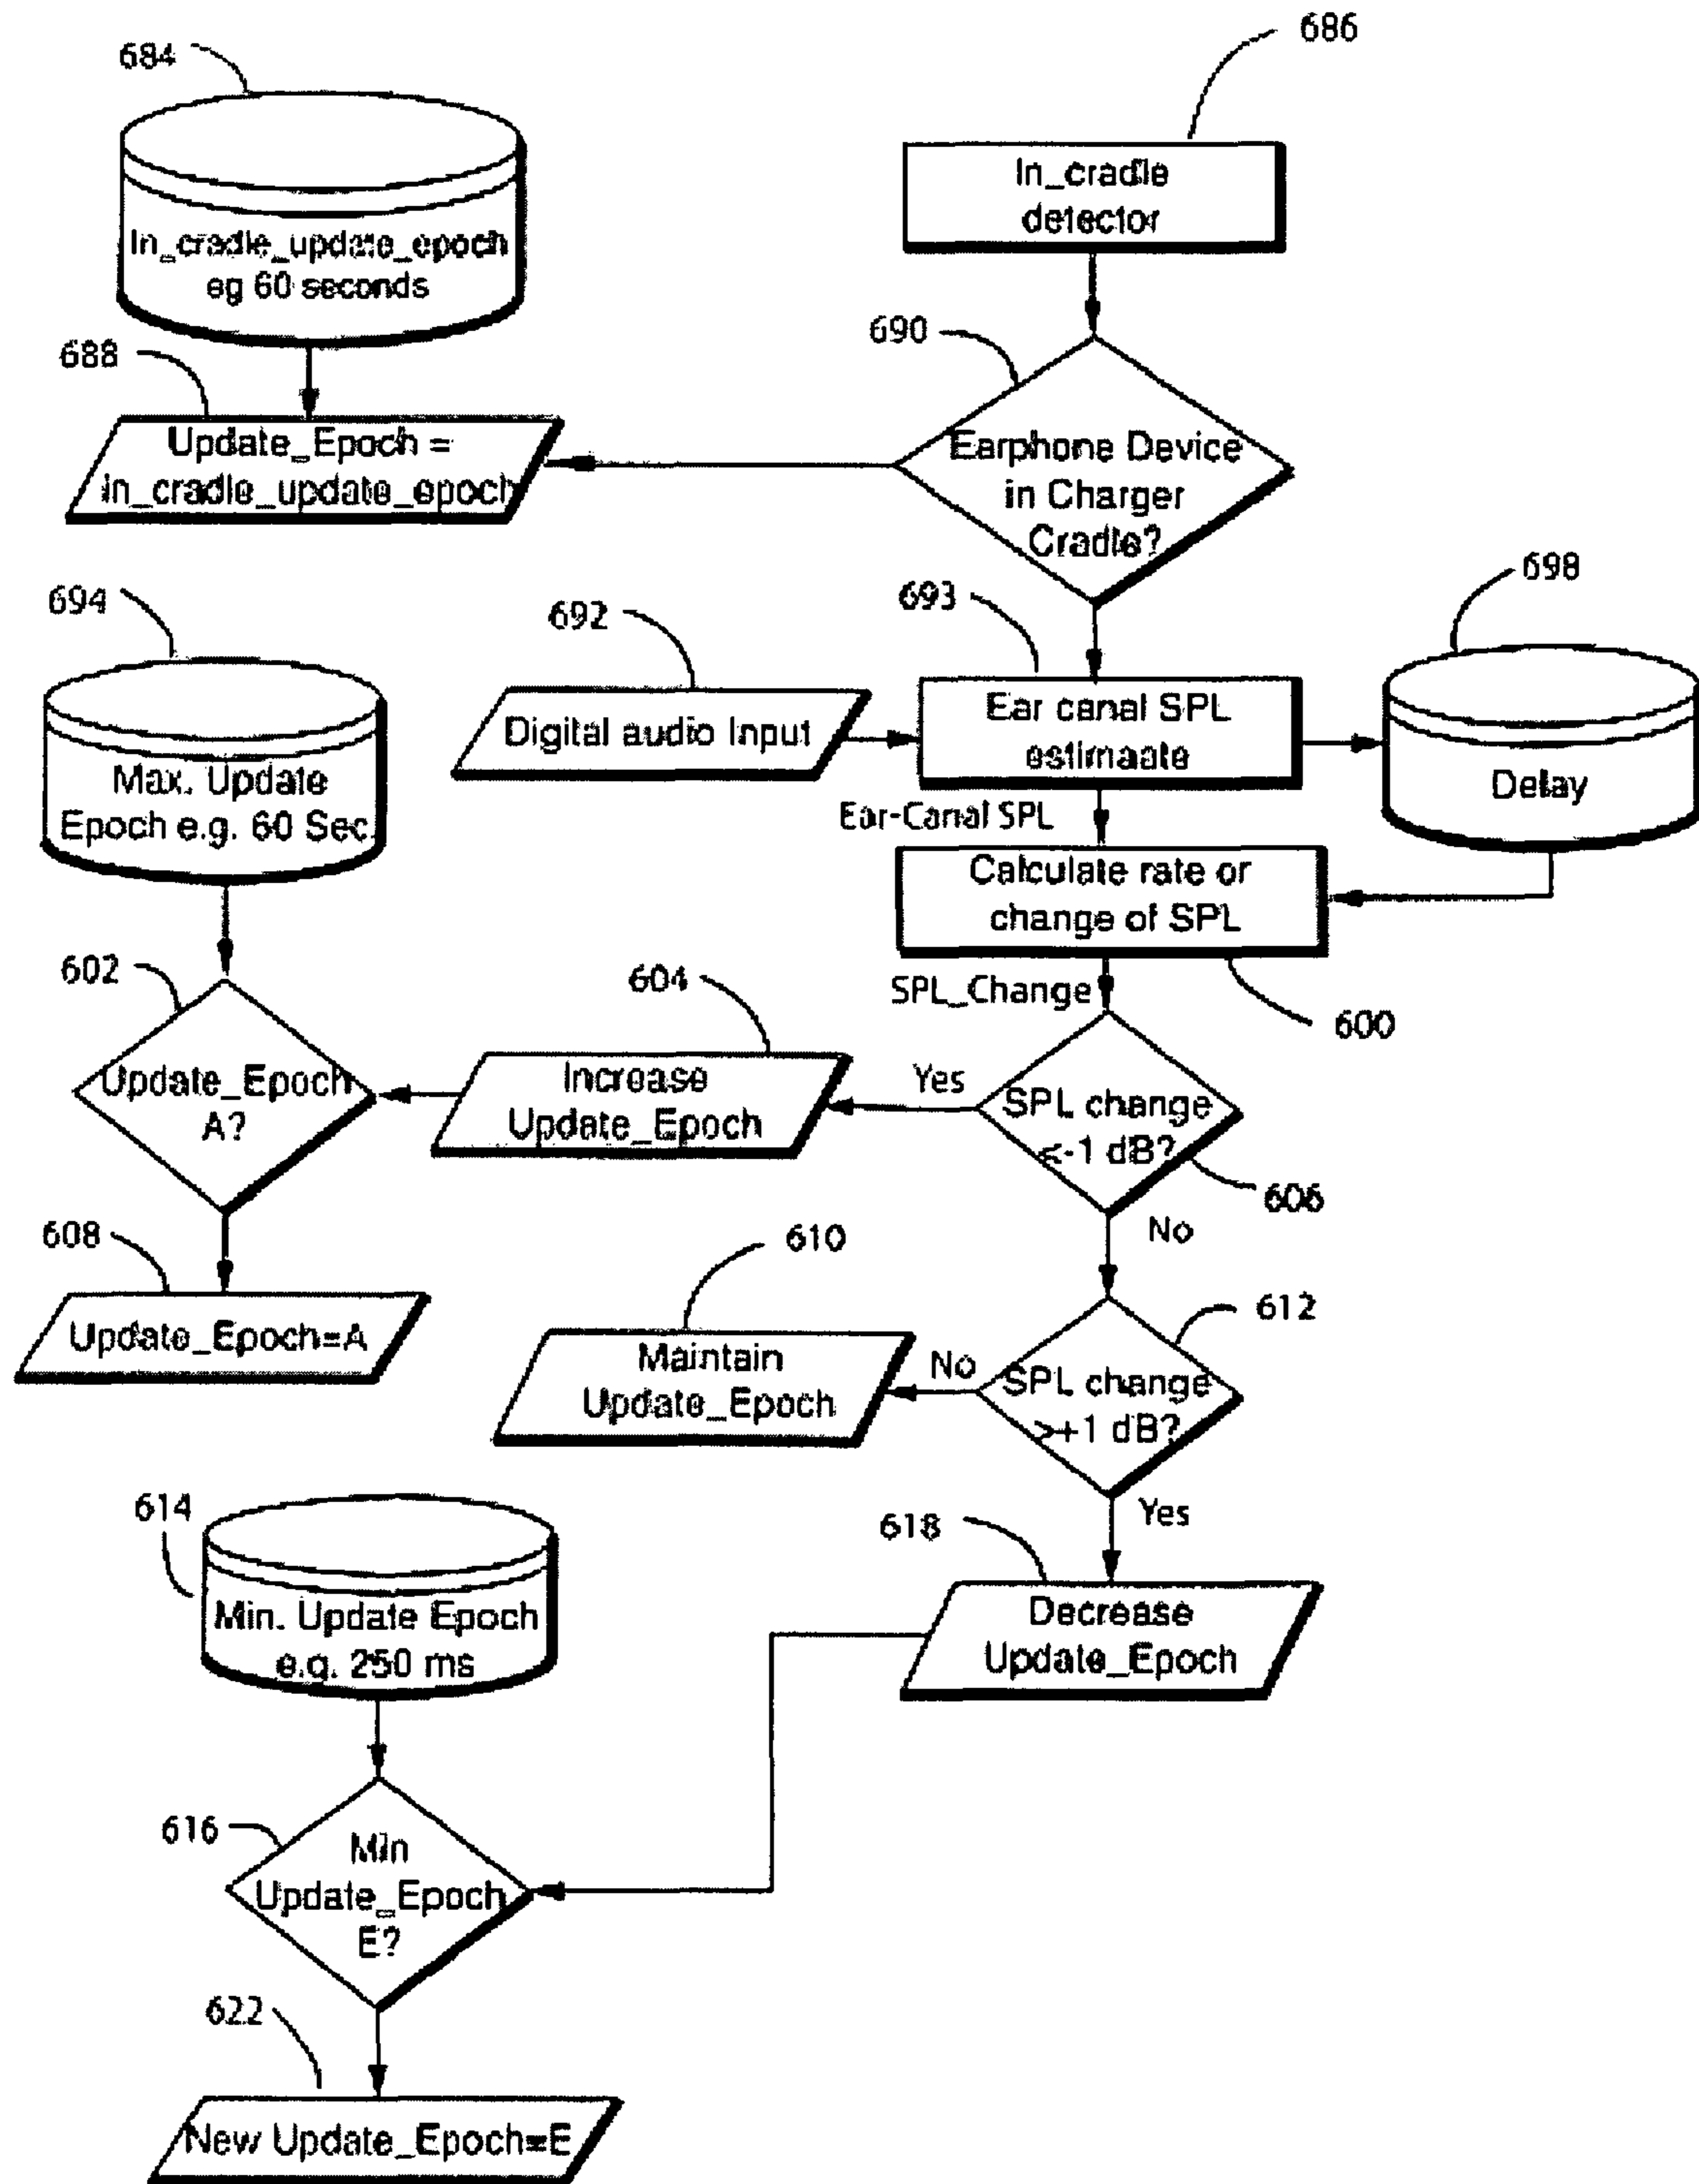 684
686
In_cradle_update_epoch
eg 60 seconds
In_cradle
detector
688
690
Update_Epoch =
In_cradle_update_epoch
Earphone Device
in Charger
Cradle?
694
692
693
698
Max. Update
Epoch e.g. 60 Sec.
Digital audio Input
Ear canal SPL
estimaate
Delay
Ear-Canal SPL
Calculate rate or
change of SPL
602
604
SPL_Change
600
Update_Epoch
A?
Increase
Update_Epoch
Yes
SPL change
<-1 dB?
606
No
608
610
612
Update_Epoch=A
Maintain
Update_Epoch
No
SPL change
>+1 dB?
614
618
Yes
Min. Update Epoch
e.g. 250 ms
Decrease
Update_Epoch
616
Min
Update_Epoch
E?
622
New Update_Epoch=E